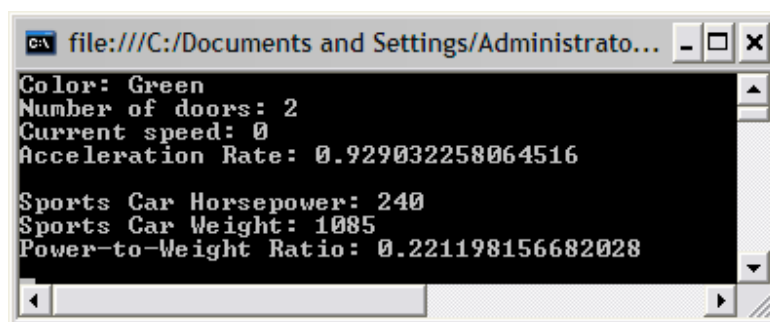 file:///C:/Documents and Settings/Administrato...
Color: Green
Number of doors: 2
Current speed: 0
Acceleration Rate: 0.929032258064516
Sports Car Horsepower: 240
Sports Car Weight: 1085
Power-to-Weight Ratio: 0.221198156682028